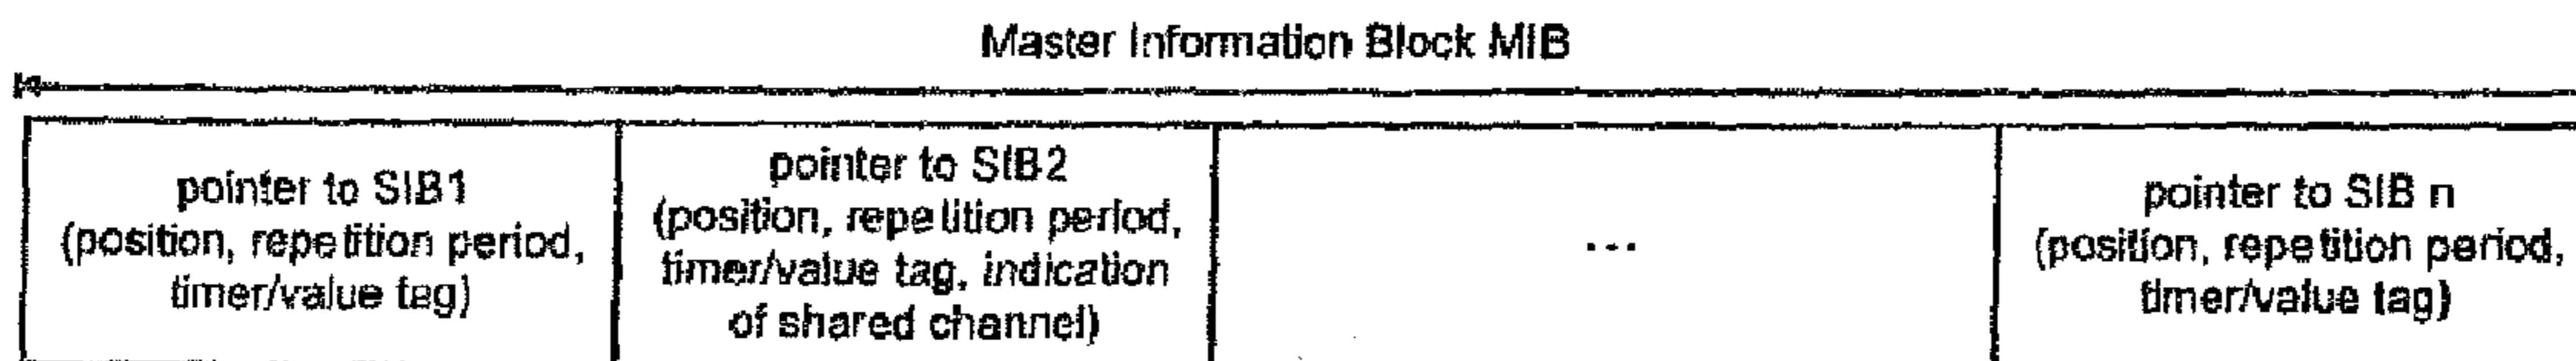 Master Information Block MIB
pointer to SIB1
(position, repetition period,
timer/value tag)
pointer to SIB2
(position, repetition period,
timer/value tag, indication
of shared channel)
...
pointer to SIB n
(position, repetition period,
timer/value tag)